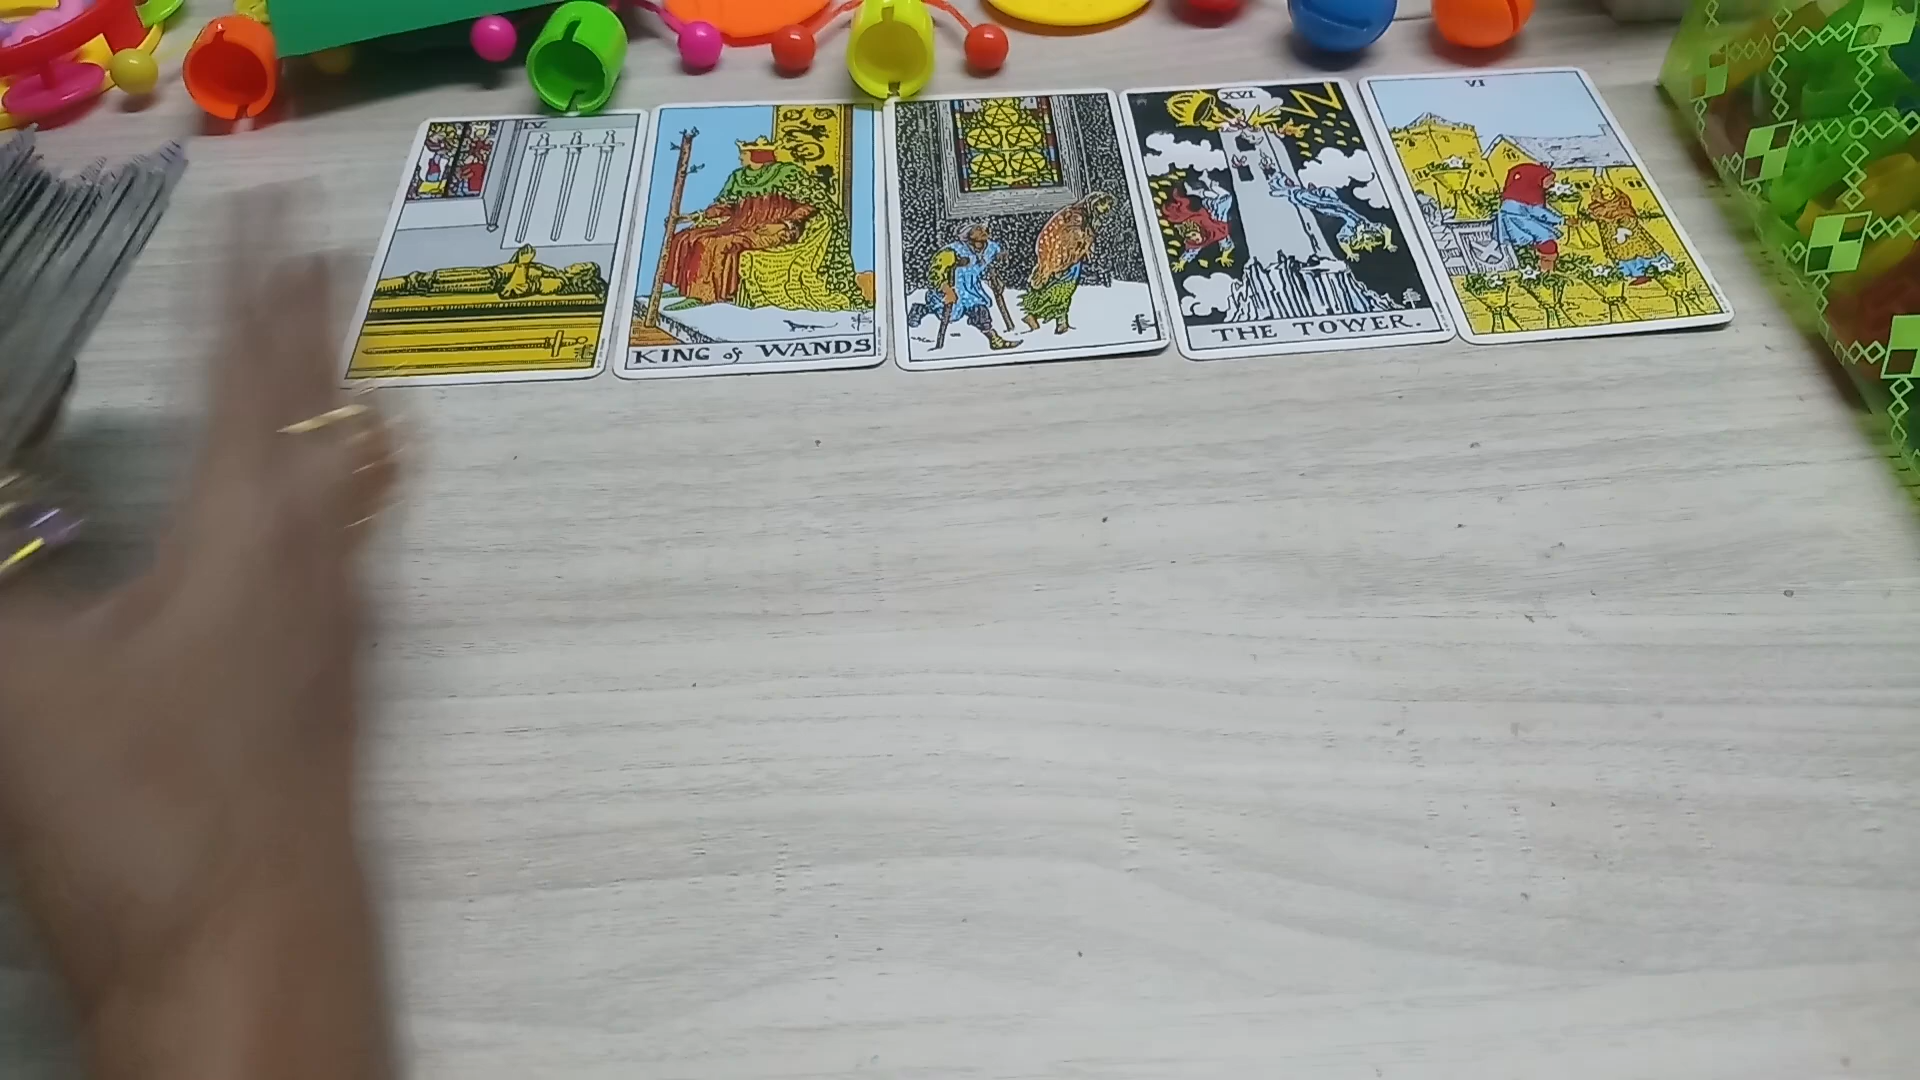 IV
KING of WANDS
XVI
THE TOWER.
VI